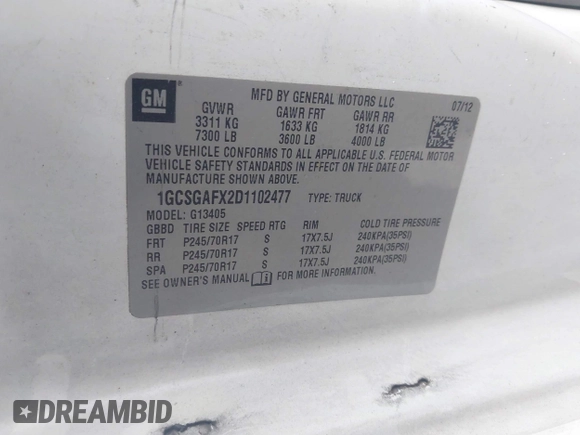 GM
MFD BY GENERAL MOTORS LLC
07/12
GVWR GAWR FRT GAWR RR
3311 KG 1633 KG 1814 KG
7300 LB 3600 LB 4000 LB
THIS VEHICLE CONFORMS TO ALL APPLICABLE U.S. FEDERAL MOTOR
VEHICLE SAFETY STANDARDS IN EFFECT ON THE DATE OF
MANUFACTURE SHOWN ABOVE.
1GCSGAFX2D1102477 TYPE: TRUCK
MODEL: G13405
GBBD TIRE SIZE SPEED RTG RIM COLD TIRE PRESSURE
FRT P245/70R17 S 17X7.5J 240KPA(35PSI)
RR P245/70R17 S 17X7.5J 240KPA(35PSI)
SPA P245/70R17 S 17X7.5J 240KPA(35PSI)
SEE OWNER'S MANUAL FOR MORE INFORMATION.
DREAMBID